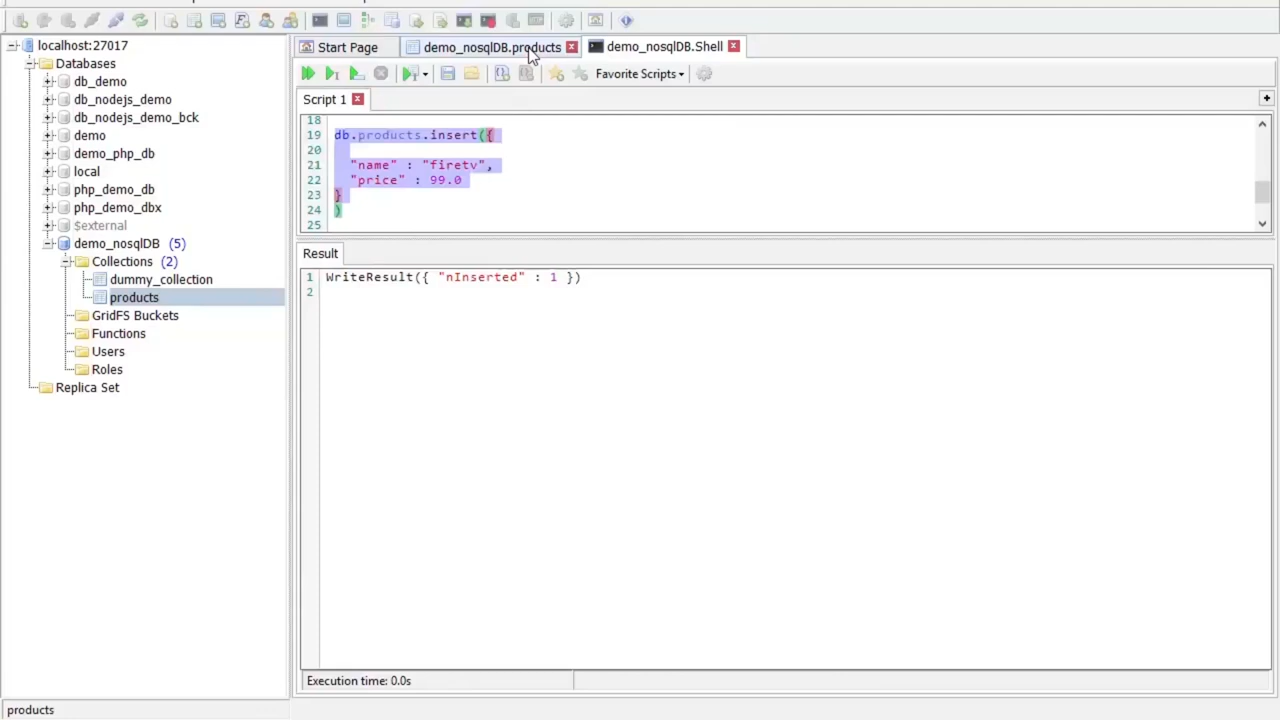 localhost:27017
Databases
db_demo
db_nodejs_demo
db_nodejs_demo_bck
demo
demo_php_db
local
php_demo_db
php_demo_dbx
$external
demo_nosqlDB (5)
Collections (2)
dummy_collection
products
GridFS Buckets
Functions
Users
Roles
Replica Set
products
Start Page
demo_nosqlDB.products
demo_nosqlDB.Shell
Favorite Scripts
Script 1
18
19 db.products.insert({
20
21 "name" : "firetv",
22 "price" : 99.0
23 }
24 )
25
Result
1 WriteResult({ "nInserted" : 1 })
2
Execution time: 0.0s